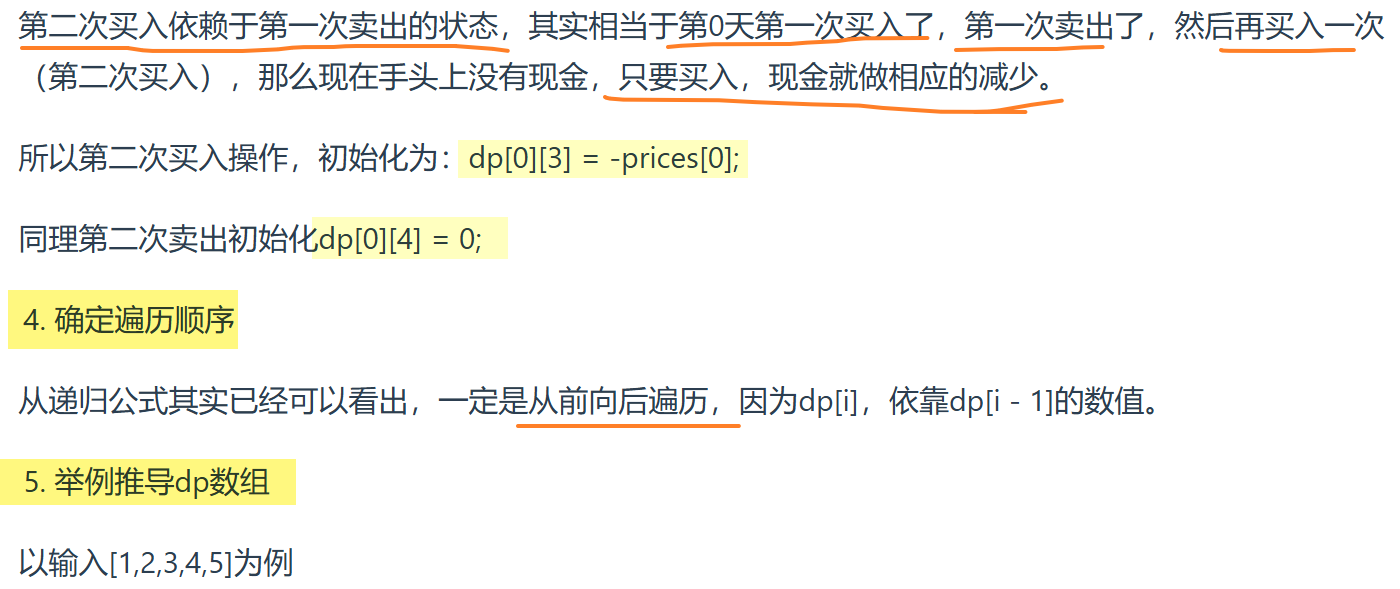 第二次买入依赖于第一次卖出的状态，其实相当于第0天第一次买入了，第一次卖出了，然后再买入一次
（第二次买入），那么现在手头上没有现金，只要买入，现金就做相应的减少。
所以第二次买入操作，初始化为：dp[0][3] = -prices[0];
同理第二次卖出初始化dp[0][4] = 0;
4. 确定遍历顺序
从递归公式其实已经可以看出，一定是从前向后遍历，因为dp[i]，依靠dp[i - 1]的数值。
5. 举例推导dp数组
以输入[1,2,3,4,5]为例